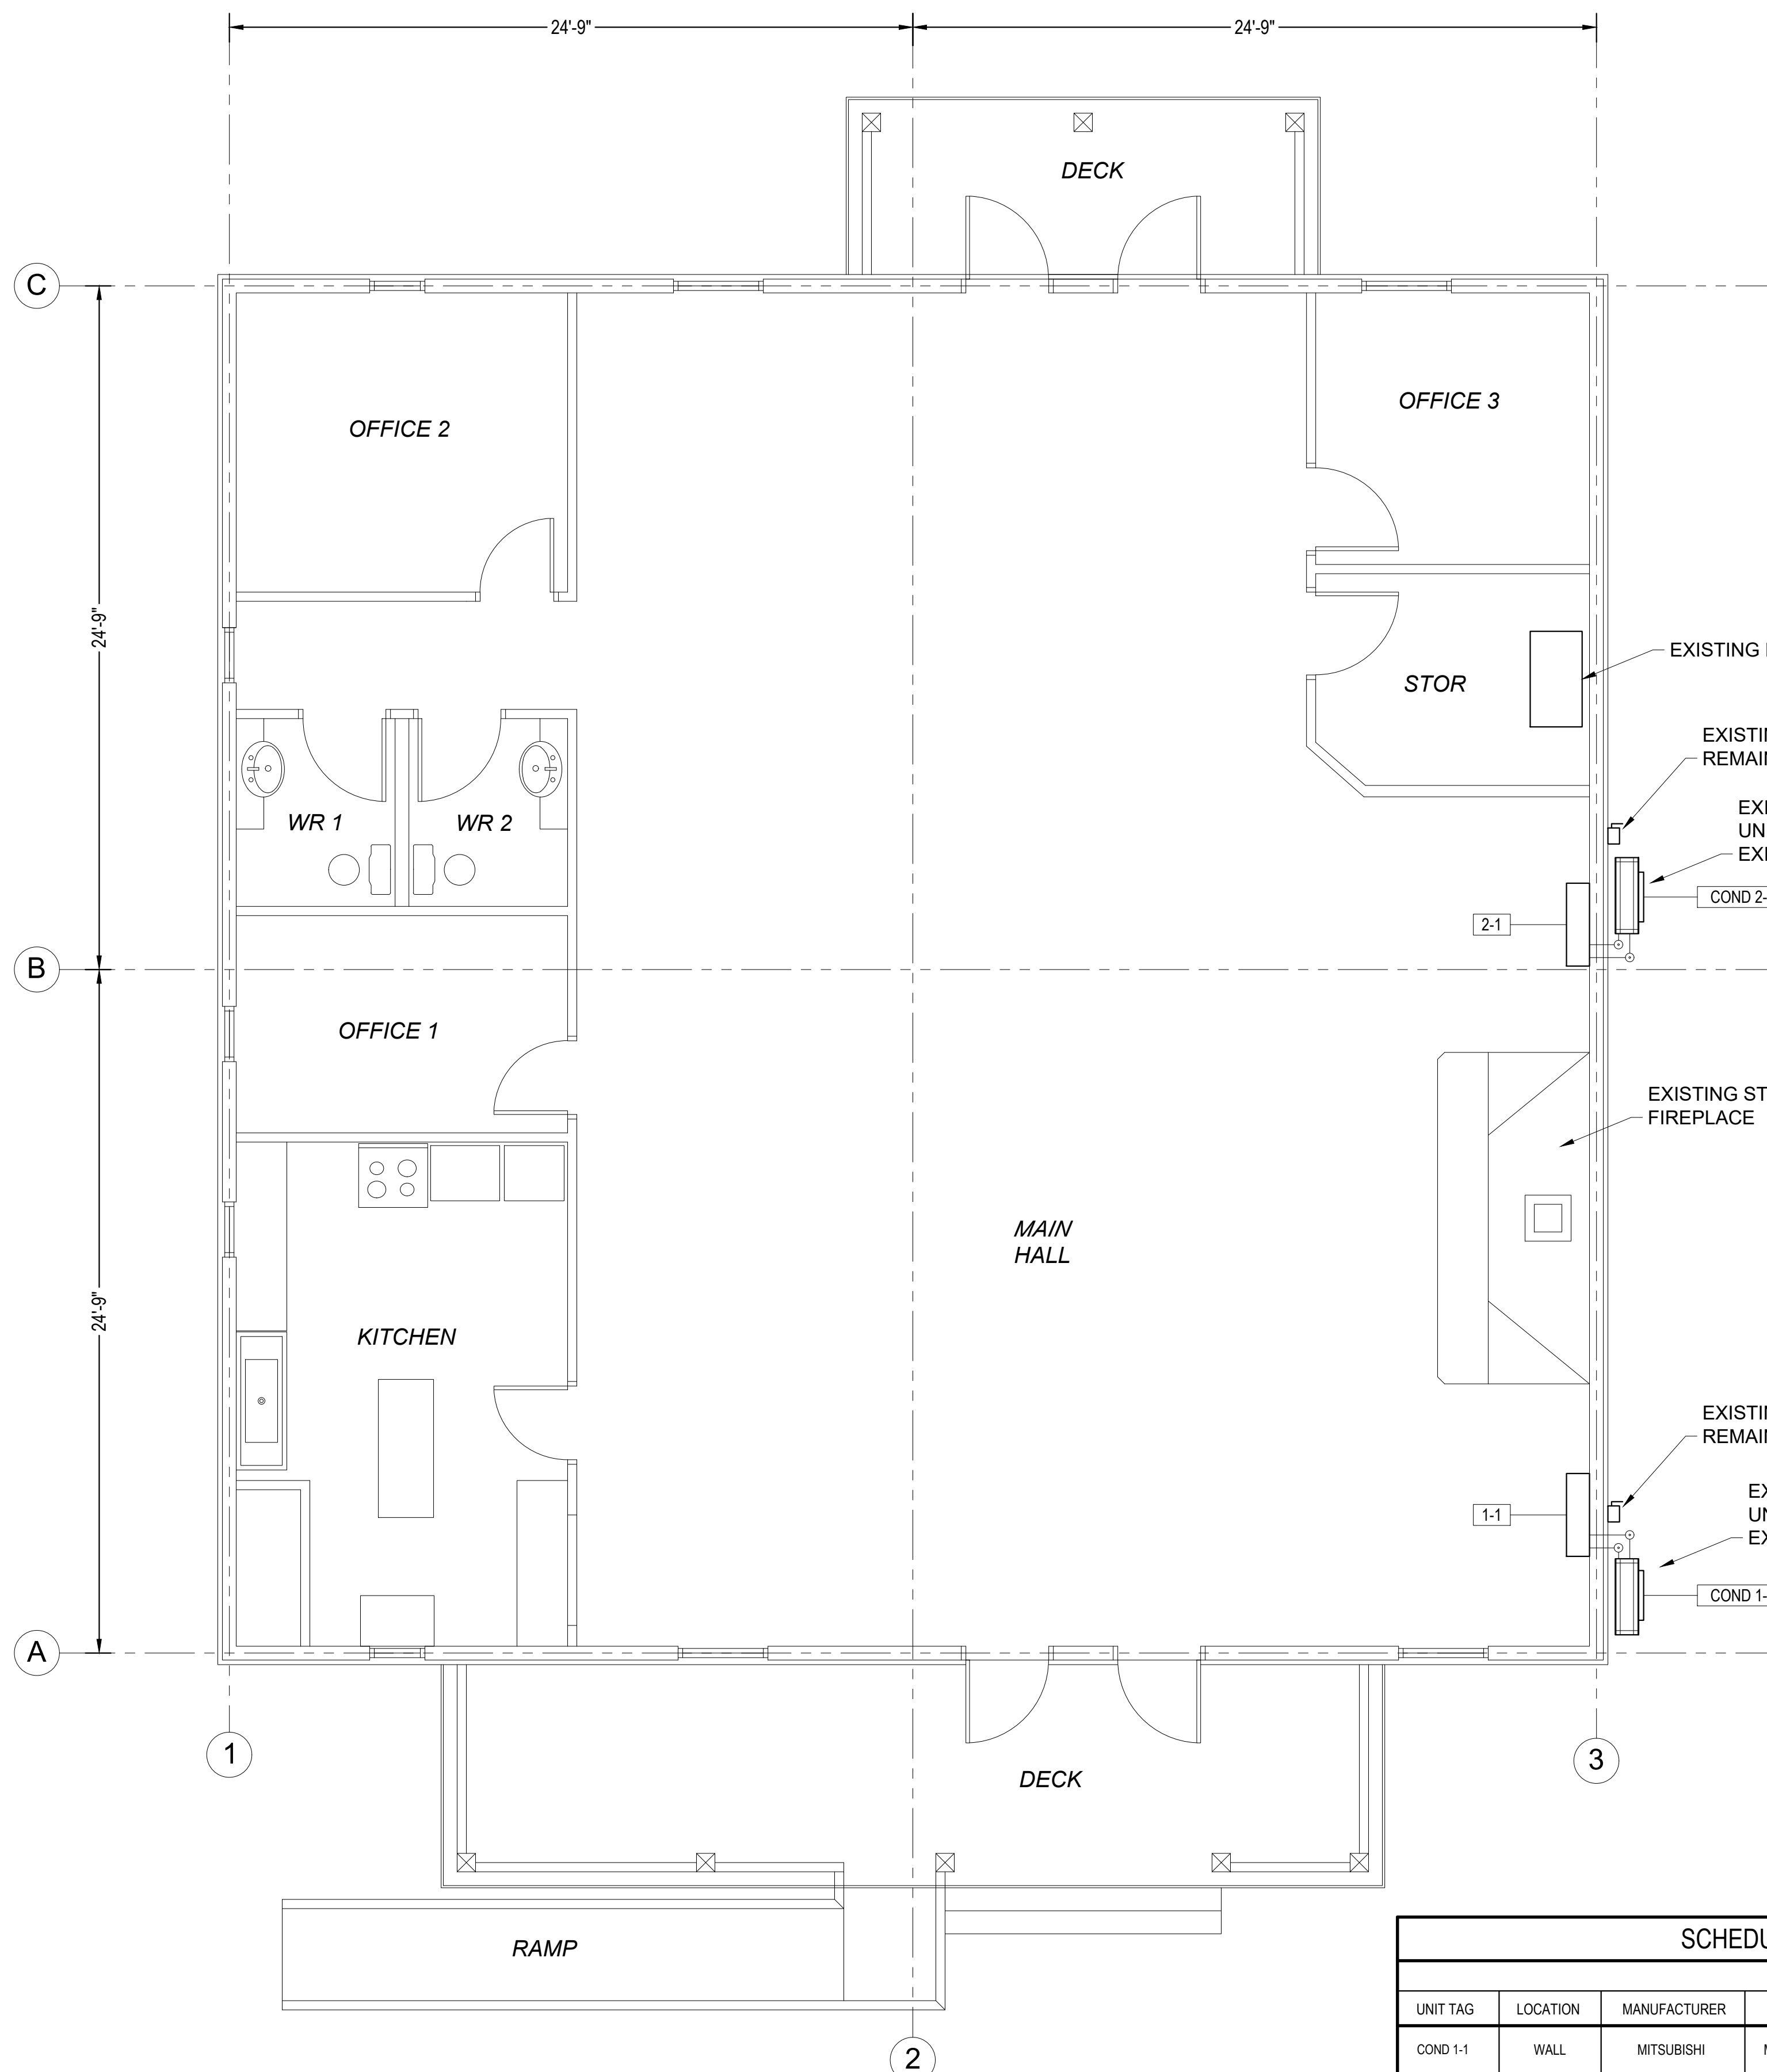 24'-9"
24'-9"
DECK
C
OFFICE 2
OFFICE 3
24'-9"
EXISTING
STOR
WR 1
WR 2
COND 2-
2-1
B
OFFICE 1
EXISTING
FIREPLACE
MAIN
HALL
24'-9"
KITCHEN
1-1
COND 1-
A
1
3
DECK
RAMP
2
UNIT TAG
LOCATION
MANUFACTURER
COND 1-1
WALL
MITSUBISHI